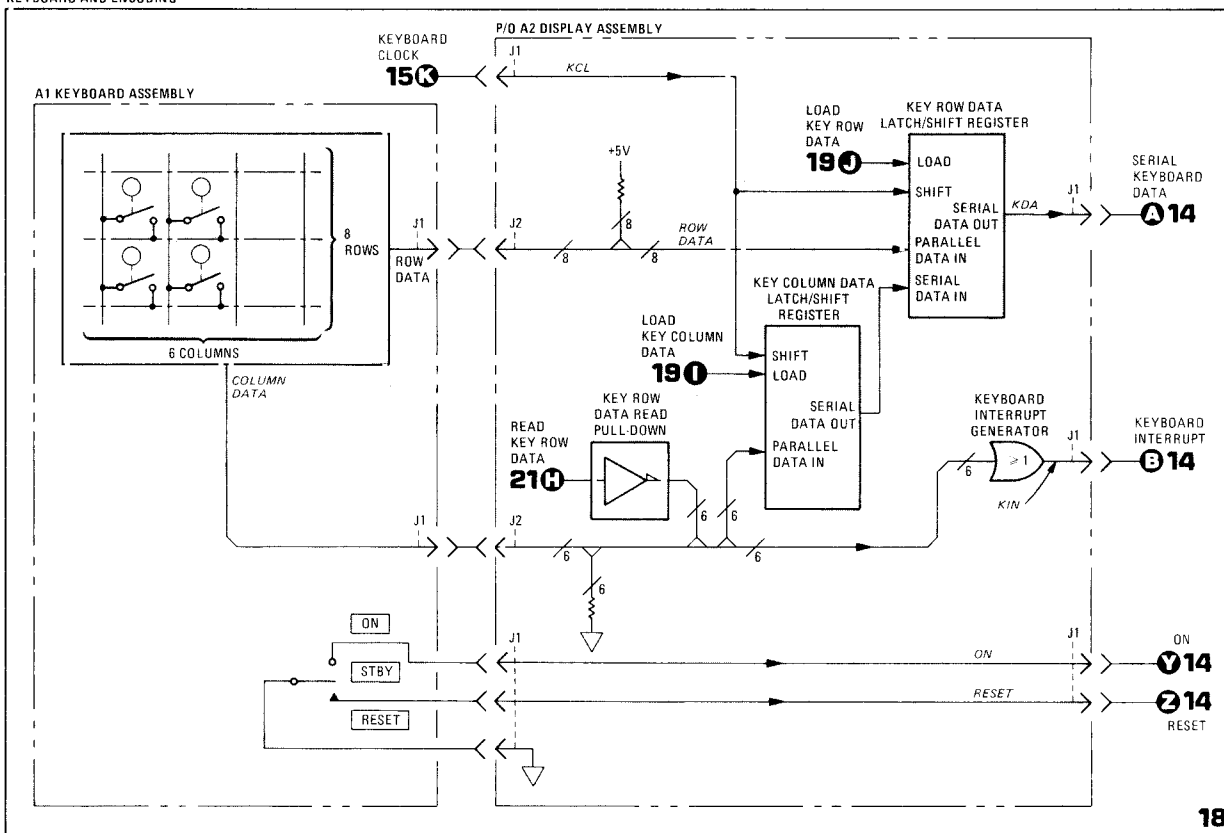 KEYBOARD AND ENCODING
P/O A2 DISPLAY ASSEMBLY
KEYBOARD
CLOCK
15 K
J1
KCL
A1 KEYBOARD ASSEMBLY
8
ROWS
6 COLUMNS
J1
ROW
DATA
COLUMN
DATA
J2
8
+5V
8
8
ROW
DATA
LOAD
KEY ROW
DATA
19 J
KEY ROW DATA
LATCH/SHIFT REGISTER
LOAD
SHIFT
SERIAL
DATA OUT
PARALLEL
DATA IN
SERIAL
DATA IN
KDA
J1
SERIAL
KEYBOARD
DATA
A 14
KEY COLUMN DATA
LATCH/SHIFT
REGISTER
LOAD
KEY COLUMN
DATA
19 I
SHIFT
LOAD
SERIAL
DATA OUT
PARALLEL
DATA IN
KEY ROW
DATA READ
PULL-DOWN
READ
KEY ROW
DATA
21 H
6
6
KEYBOARD
INTERRUPT
GENERATOR
≥1
6
KIN
J1
KEYBOARD
INTERRUPT
B 14
J1
J2
6
6
6
ON
STBY
RESET
J1
ON
RESET
J1
ON
Y 14
Z 14
RESET
18